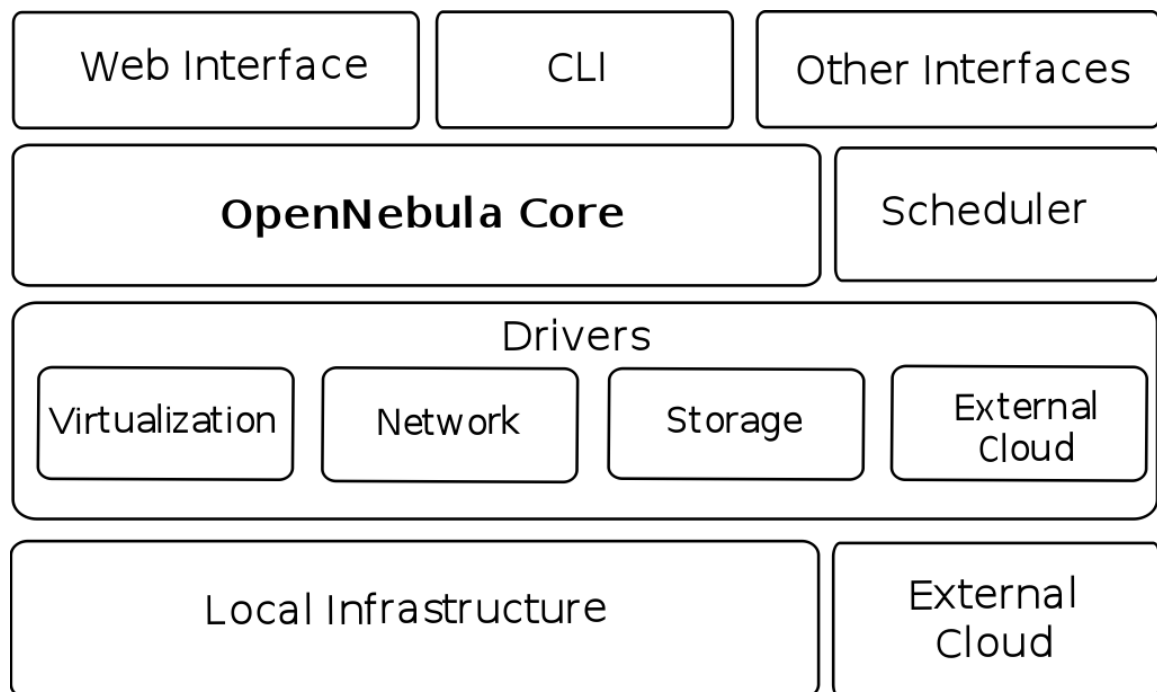 Web Interface
CLI
Other Interfaces
OpenNebula Core
Scheduler
Drivers
Virtualization
Network
Storage
External
Cloud
Local Infrastructure
External
Cloud